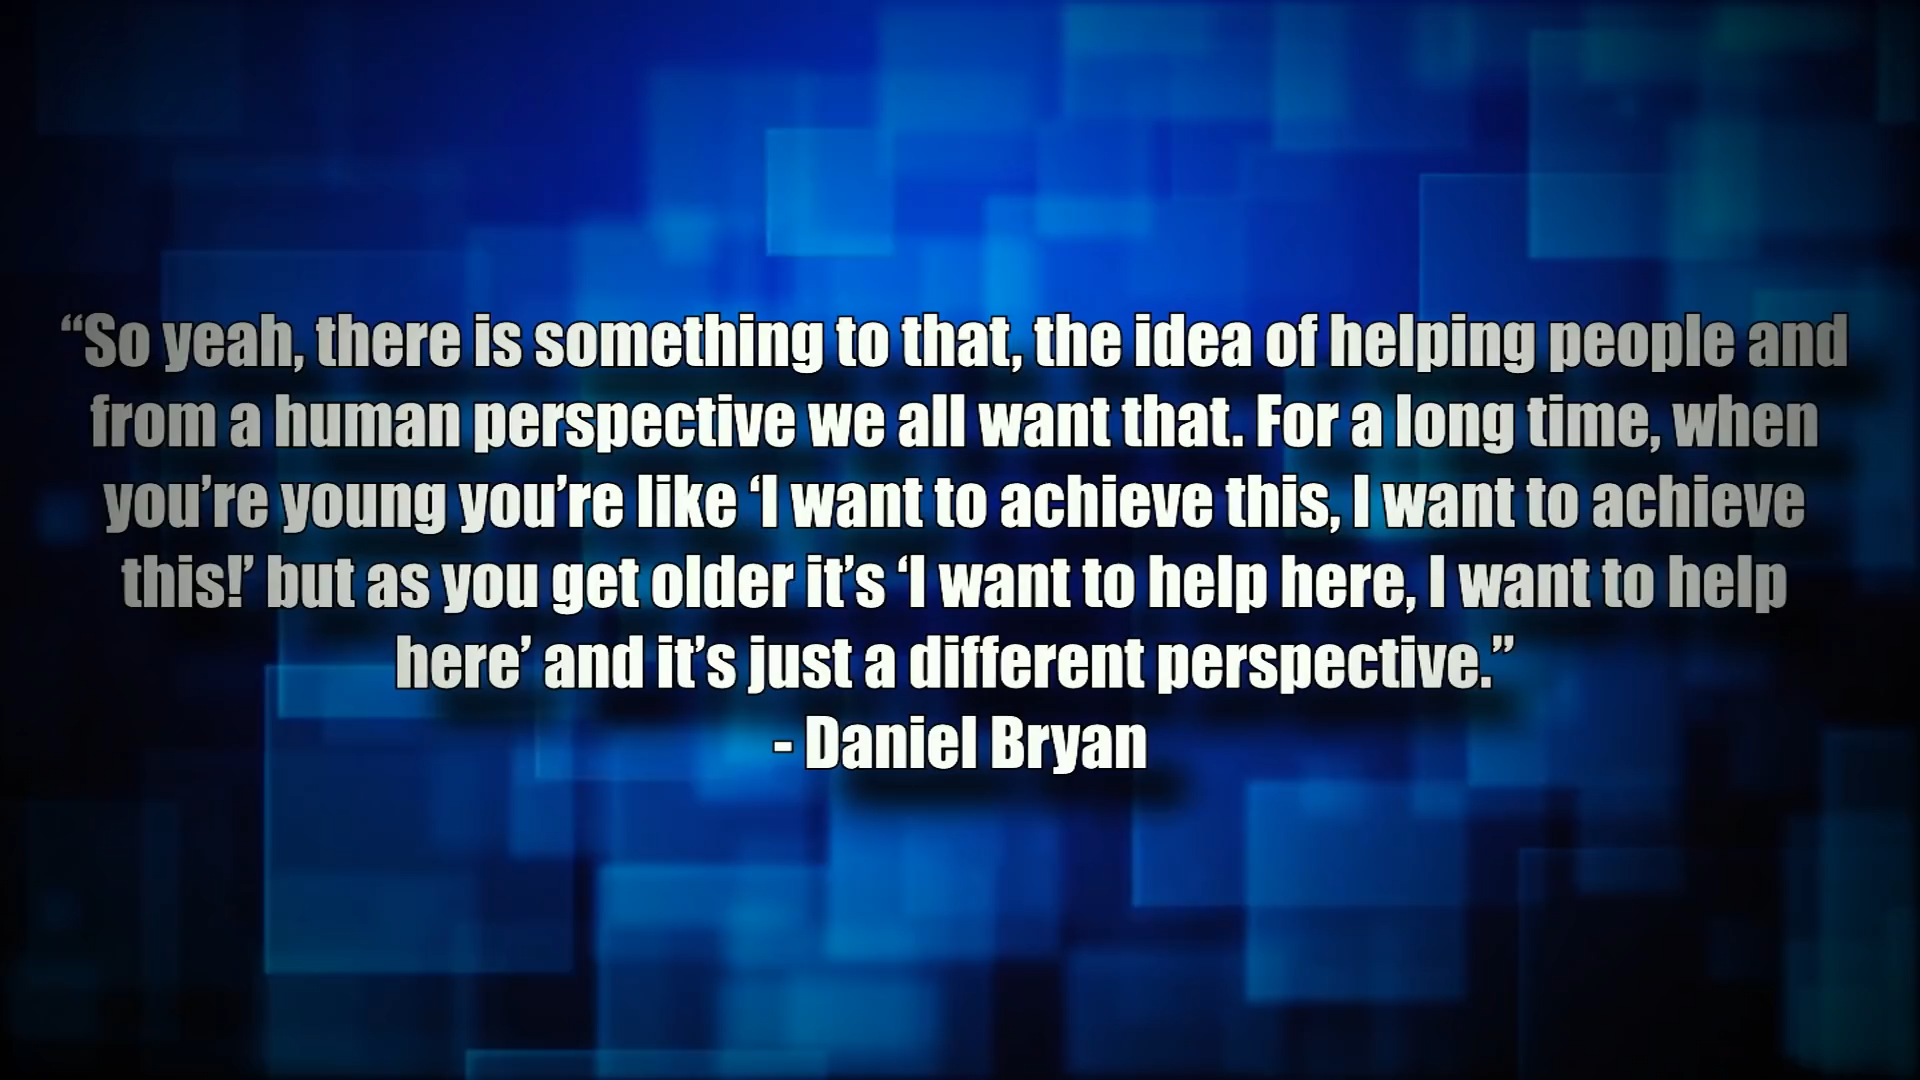 “So yeah, there is something to that, the idea of helping people and
from a human perspective we all want that. For a long time, when
you’re young you’re like ‘I want to achieve this, I want to achieve
this!’ but as you get older it’s ‘I want to help here, I want to help
here’ and it’s just a different perspective.”
- Daniel Bryan